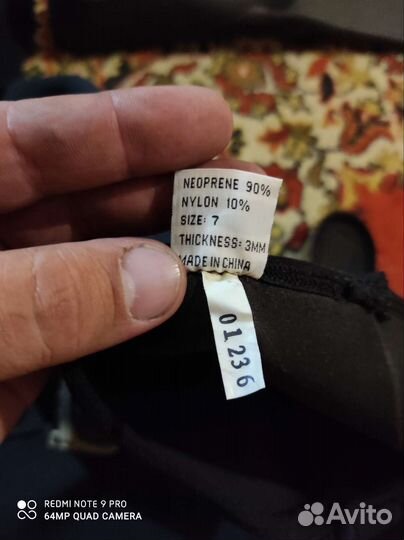 NEOPRENE 90%
NYLON 10%
SIZE: 7
THICKNESS: 3MM
MADE IN CHINA
01236
REDMI NOTE 9 PRO
64MP QUAD CAMERA
Avito